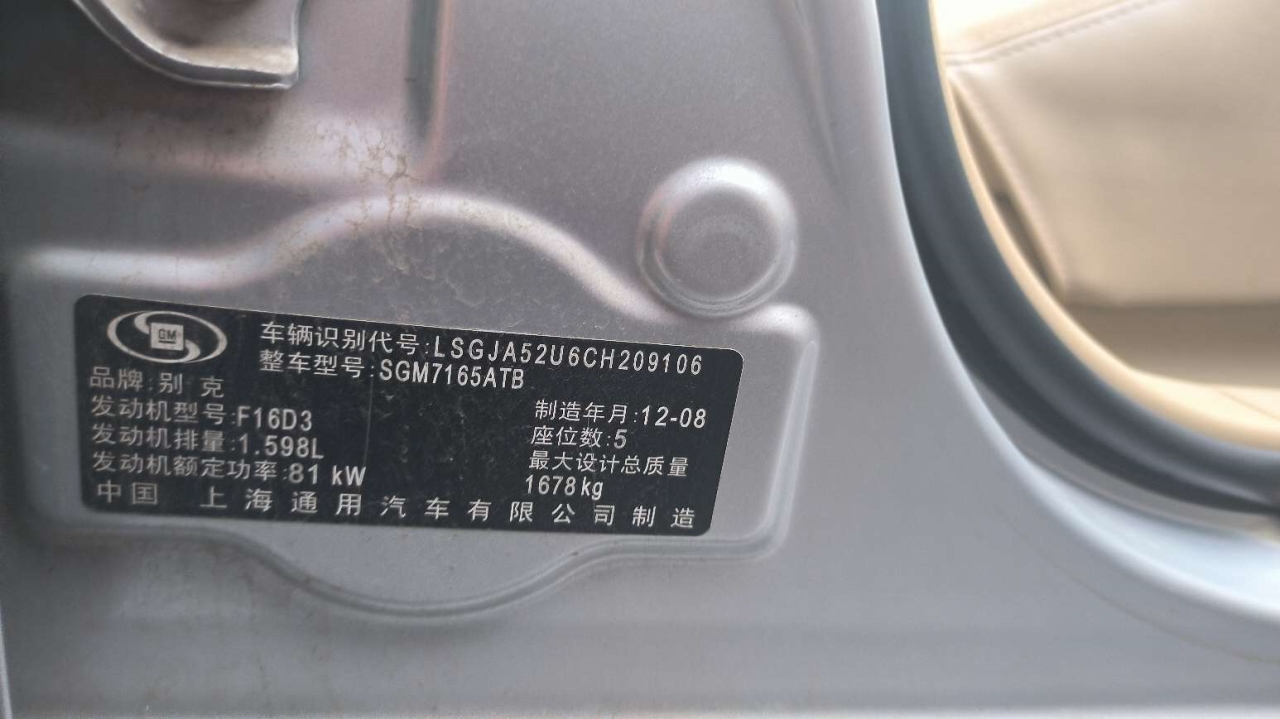 GM
车辆识别代号:LSGJA52U6CH209106
整车型号:SGM7165ATB
品牌:别 克
发动机型号:F16D3
制造年月:12-08
发动机排量:1.598L
座位数:5
发动机额定功率:81 kW
最大设计总质量
1678kg
中国 上海通用汽车有限公司制造